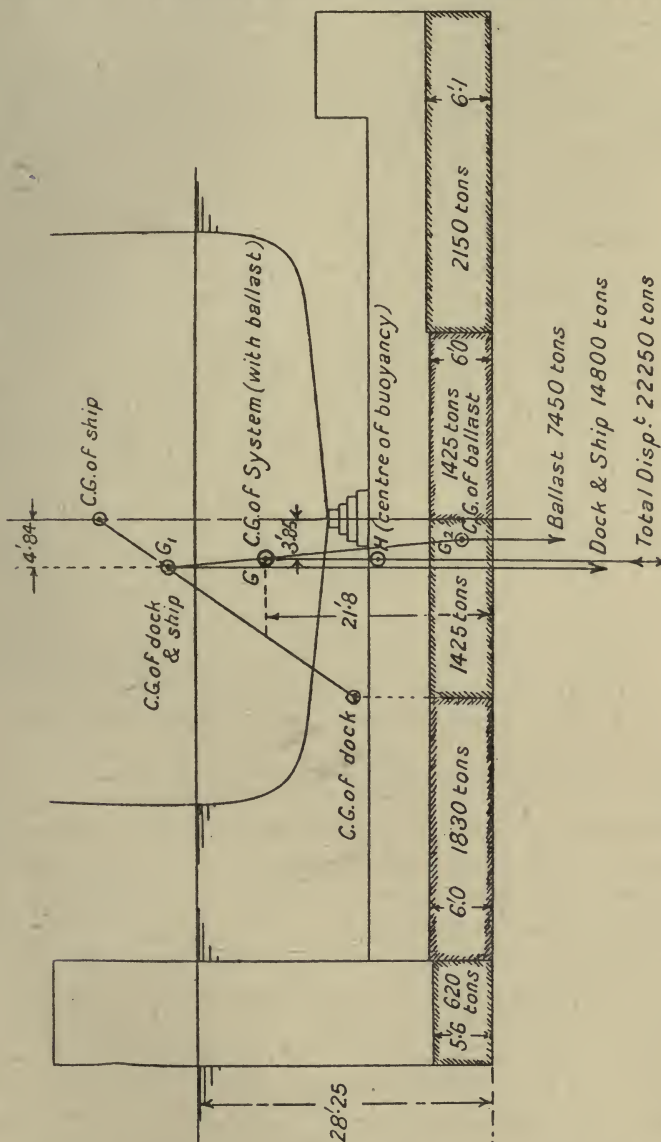 4'·84
C.G. of ship
G₁
C.G. of dock
& ship
C.G. of System (with ballast)
G
3'·85
21'·8
H (centre of buoyancy)
C.G. of dock
28'·25
5'·6
620
tons
6'·0
1830 tons
1425 tons
G₂
1425 tons
C.G. of ballast
6'·0
2150 tons
6'·1
Ballast 7450 tons
Dock & Ship 14800 tons
Total Disp.ᵗ 22250 tons